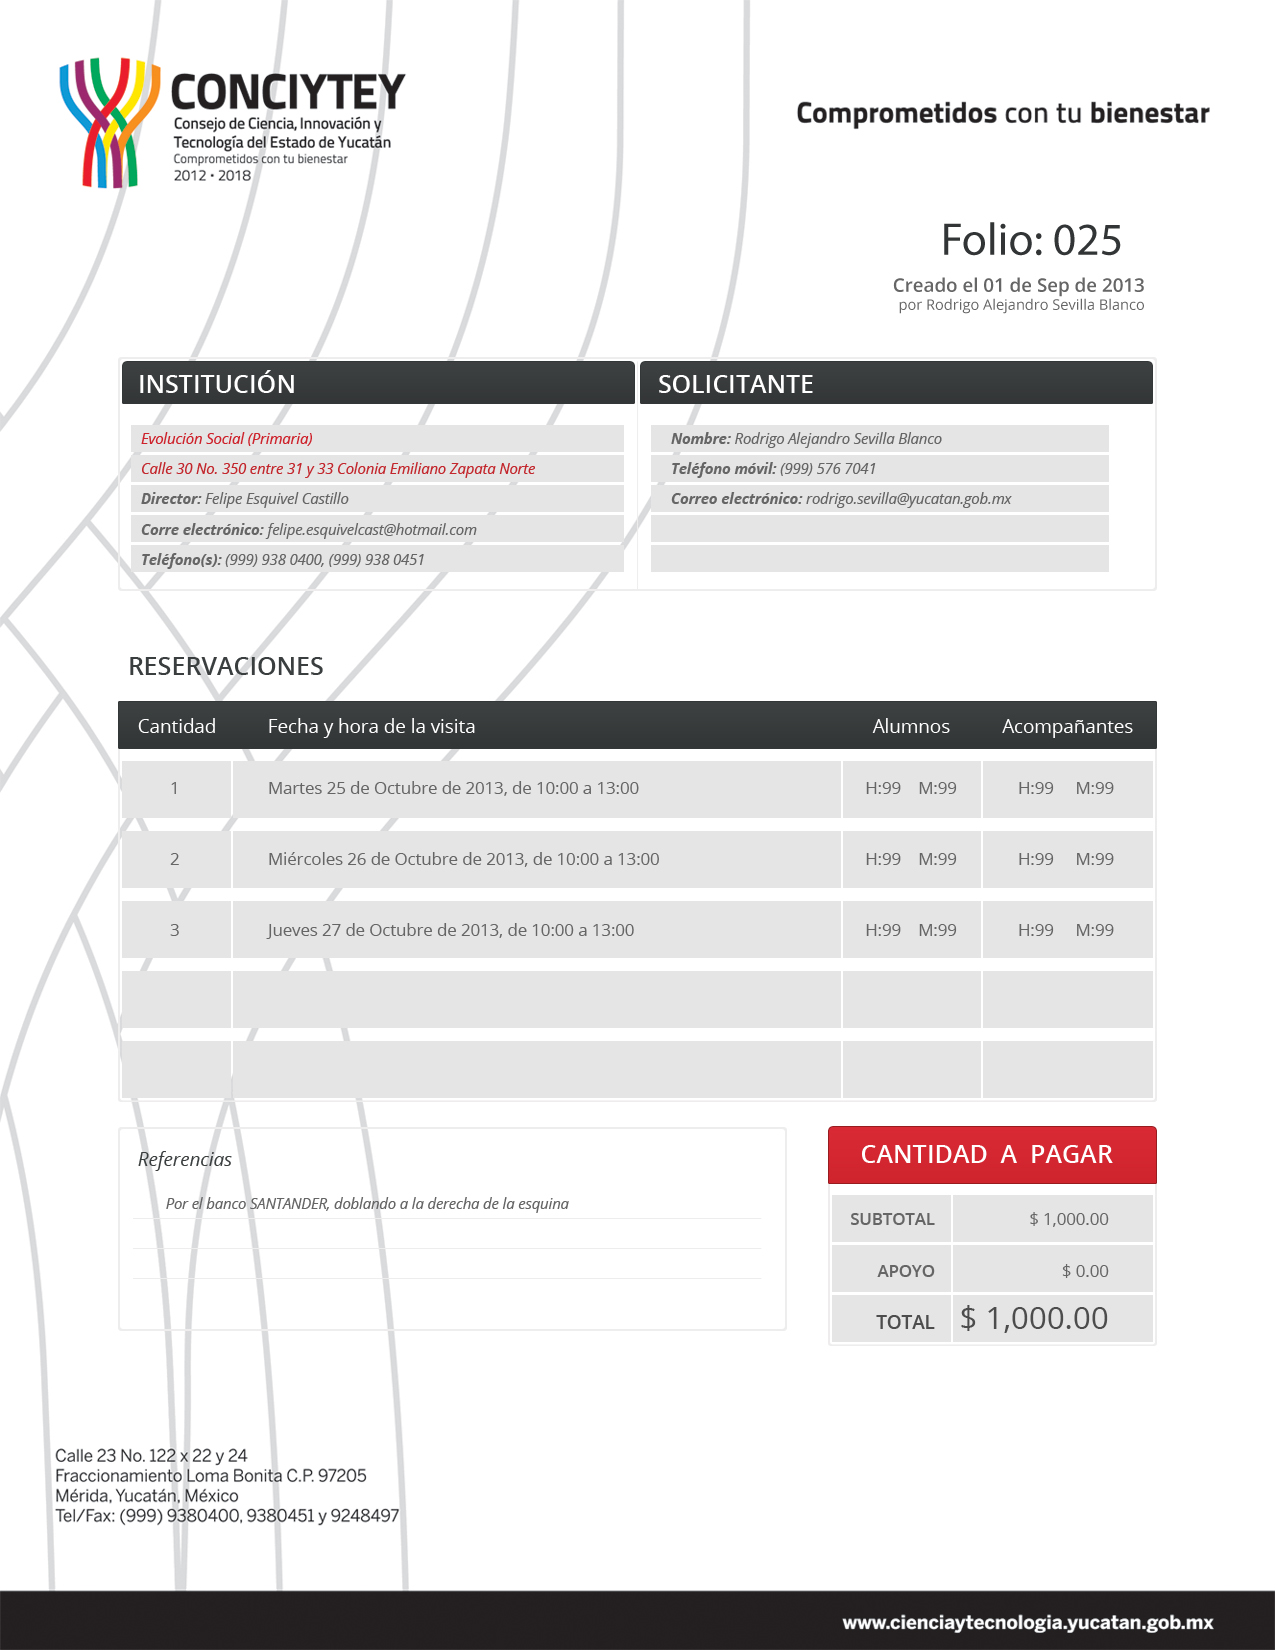 CONCIYTEY
Consejo de Ciencia, Innovación y
Tecnología del Estado de Yucatán
Comprometidos con tu bienestar
2012 • 2018
Comprometidos con tu bienestar
Folio: 025
Creado el 01 de Sep de 2013
por Rodrigo Alejandro Sevilla Blanco
INSTITUCIÓN
Evolución Social (Primaria)
Calle 30 No. 350 entre 31 y 33 Colonia Emiliano Zapata Norte
Director: Felipe Esquivel Castillo
Corre electrónico: felipe.esquivelcast@hotmail.com
Teléfono(s): (999) 938 0400, (999) 938 0451
SOLICITANTE
Nombre: Rodrigo Alejandro Sevilla Blanco
Teléfono móvil: (999) 576 7041
Correo electrónico: rodrigo.sevilla@yucatan.gob.mx
RESERVACIONES
Cantidad Fecha y hora de la visita Alumnos Acompañantes
1 Martes 25 de Octubre de 2013, de 10:00 a 13:00 H:99 M:99 H:99 M:99
2 Miércoles 26 de Octubre de 2013, de 10:00 a 13:00 H:99 M:99 H:99 M:99
3 Jueves 27 de Octubre de 2013, de 10:00 a 13:00 H:99 M:99 H:99 M:99
Referencias
Por el banco SANTANDER, doblando a la derecha de la esquina
CANTIDAD A PAGAR
SUBTOTAL $ 1,000.00
APOYO $ 0.00
TOTAL $ 1,000.00
Calle 23 No. 122 x 22 y 24
Fraccionamiento Loma Bonita C.P. 97205
Mérida, Yucatán, México
Tel/Fax: (999) 9380400, 9380451 y 9248497
www.cienciaytecnologia.yucatan.gob.mx